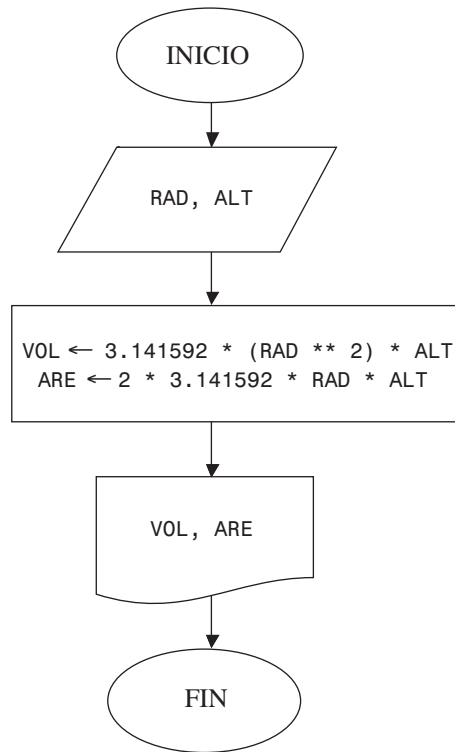 INICIO
RAD, ALT
VOL ← 3.141592 * (RAD ** 2) * ALT
ARE ← 2 * 3.141592 * RAD * ALT
VOL, ARE
FIN